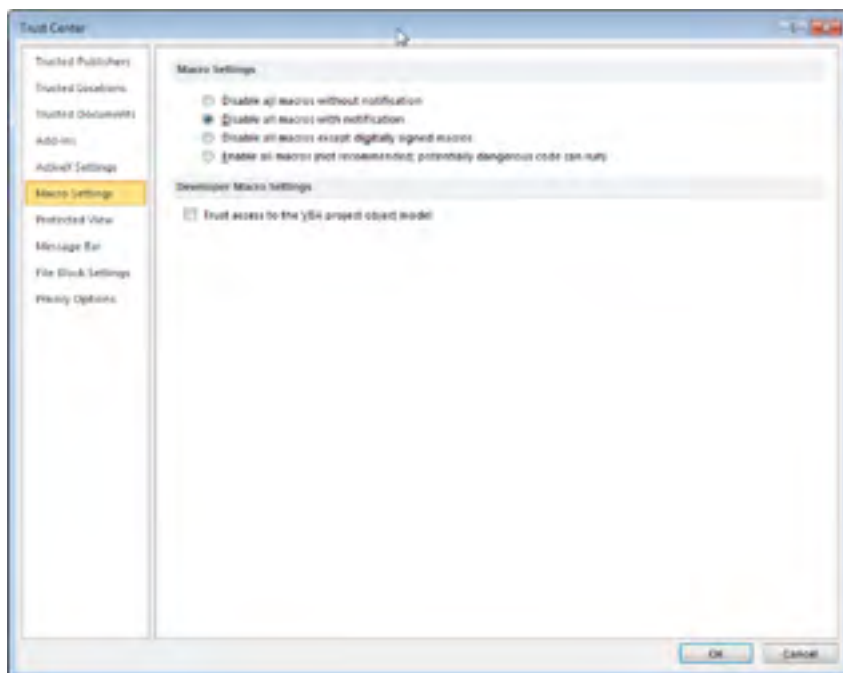 Trust Center
Trusted Publishers
Trusted Locations
Trusted Documents
Add-ins
ActiveX Settings
Macro Settings
Protected View
Message Bar
File Block Settings
Privacy Options
Macro Settings
Disable all macros without notification
Disable all macros with notification
Disable all macros except digitally signed macros
Enable all macros (not recommended; potentially dangerous code can run)
Developer Macro Settings
Trust access to the VBA project object model
OK
Cancel